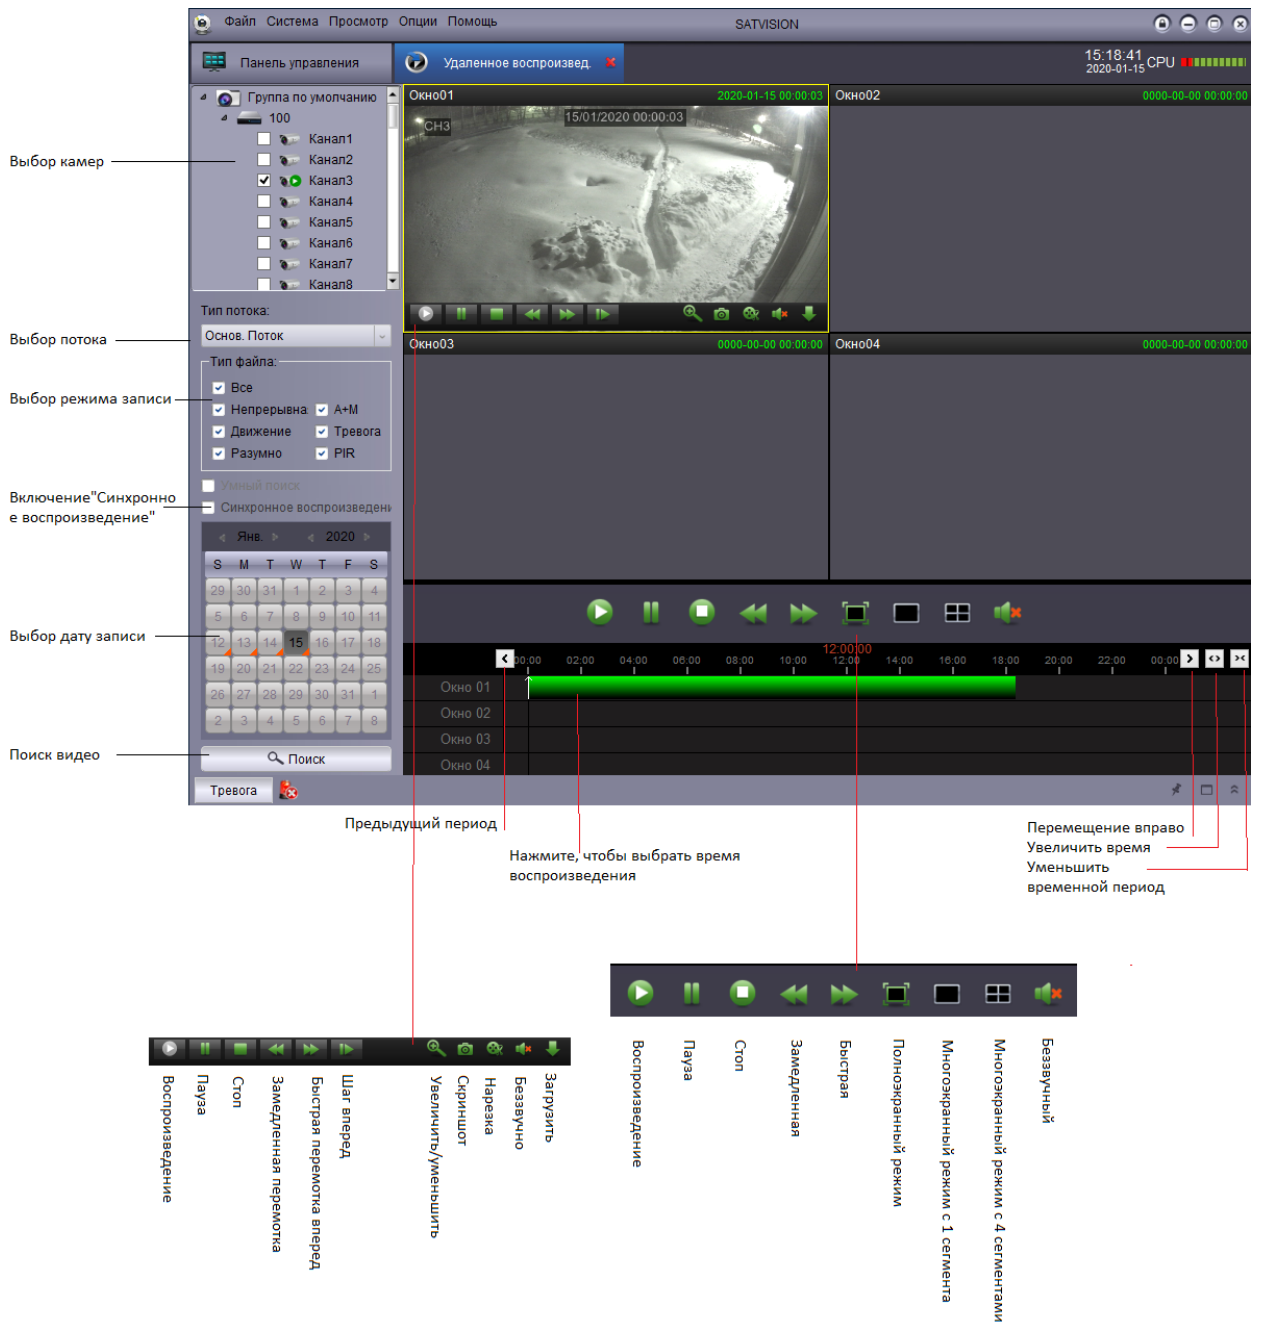 Файл Система Просмотр Опции Помощь
SATVISION
Панель управления
Удаленное воспроизвед.
15:18:41
2020-01-15
CPU
Группа по умолчанию
100
Канал1
Канал2
Канал3
Канал4
Канал5
Канал6
Канал7
Канал8
Окно01
2020-01-15 00:00:03
CH3
15/01/2020 00:00:03
Окно02
0000-00-00 00:00:00
Окно03
0000-00-00 00:00:00
Окно04
0000-00-00 00:00:00
Выбор камер
Тип потока:
Выбор потока
Основ. Поток
Тип файла:
Выбор режима записи
Все
Непрерывна
A+M
Движение
Тревога
Разумно
PIR
Умный поиск
Включение"Синхронно
е воспроизведение"
Синхронное воспроизведени
Янв.
2020
S M T W T F S
29 30 31 1 2 3 4
5 6 7 8 9 10 11
12 13 14 15 16 17 18
19 20 21 22 23 24 25
26 27 28 29 30 31 1
2 3 4 5 6 7 8
Выбор дату записи
Поиск видео
Поиск
Тревога
12:00:00
00:00 02:00 04:00 06:00 08:00 10:00 12:00 14:00 16:00 18:00 20:00 22:00 00:00
Окно 01
Окно 02
Окно 03
Окно 04
Предыдущий период
Нажмите, чтобы выбрать время
воспроизведения
Перемещение вправо
Увеличить время
Уменьшить
временной период
Воспроизведение
Пауза
Стоп
Замедленная перемотка
Быстрая перемотка вперед
Шаг вперед
Увеличить/уменьшить
Скриншот
Нарезка
Беззвучно
Загрузить
Воспроизведение
Пауза
Стоп
Замедленная
Быстрая
Полноэкранный режим
Многоэкранный режим с 1 сегмента
Многоэкранный режим с 4 сегментами
Беззвучный